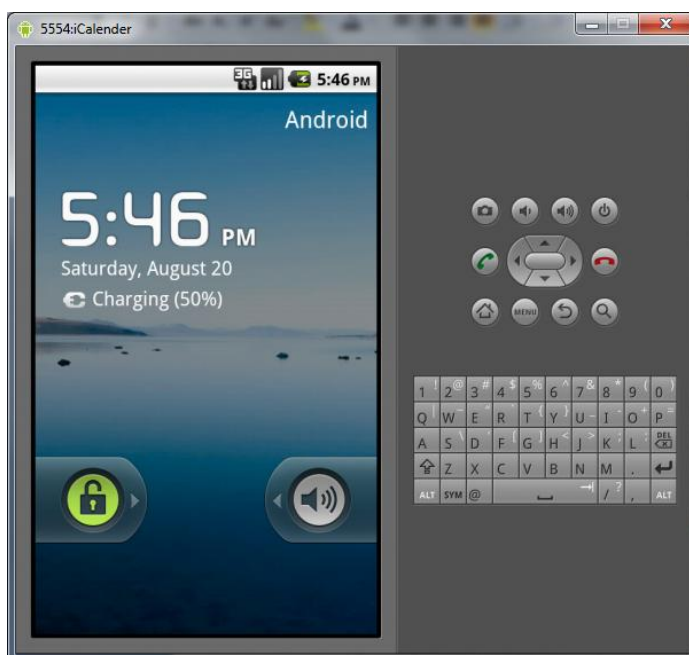 5554:iCalender
3G 5:46 PM
Android
5:46 PM
Saturday, August 20
Charging (50%)
MENU
1 ! 2 @ 3 # 4 $ 5 % 6 ^ 7 & 8 * 9 ( 0 )
Q | W ~ E " R ` T { Y } U _ I - O + P =
A S \ D ' F [ G ] H < J > K ; L : DEL
Z X C V B N M .
ALT SYM @ / ? , ALT